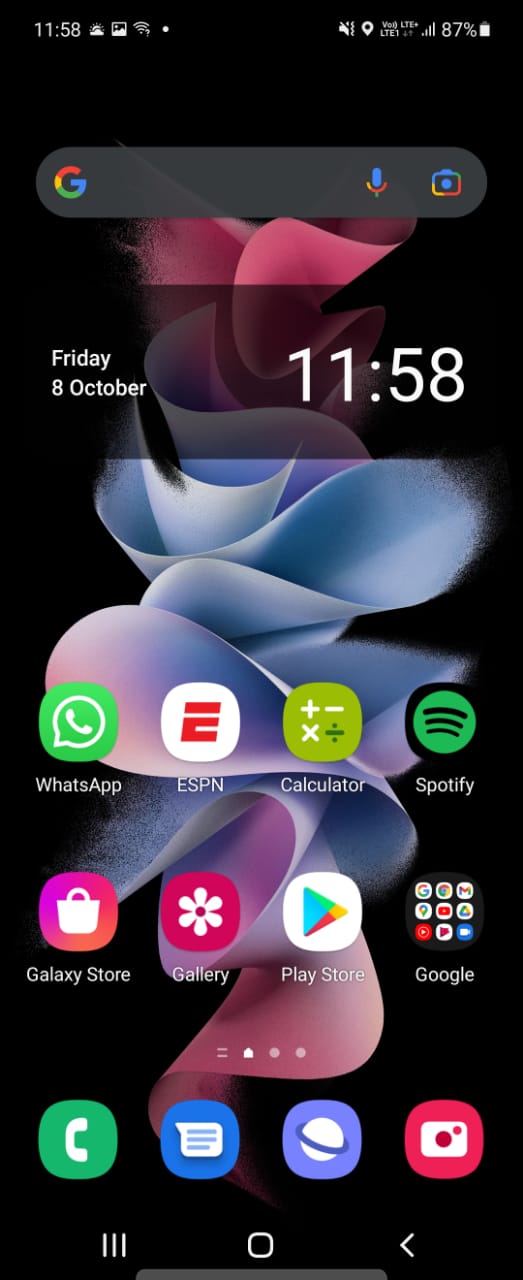 11:58
Vo)) LTE+
LTE1
87%
Friday
8 October
11:58
WhatsApp
ESPN
Calculator
Spotify
Galaxy Store
Gallery
Play Store
Google